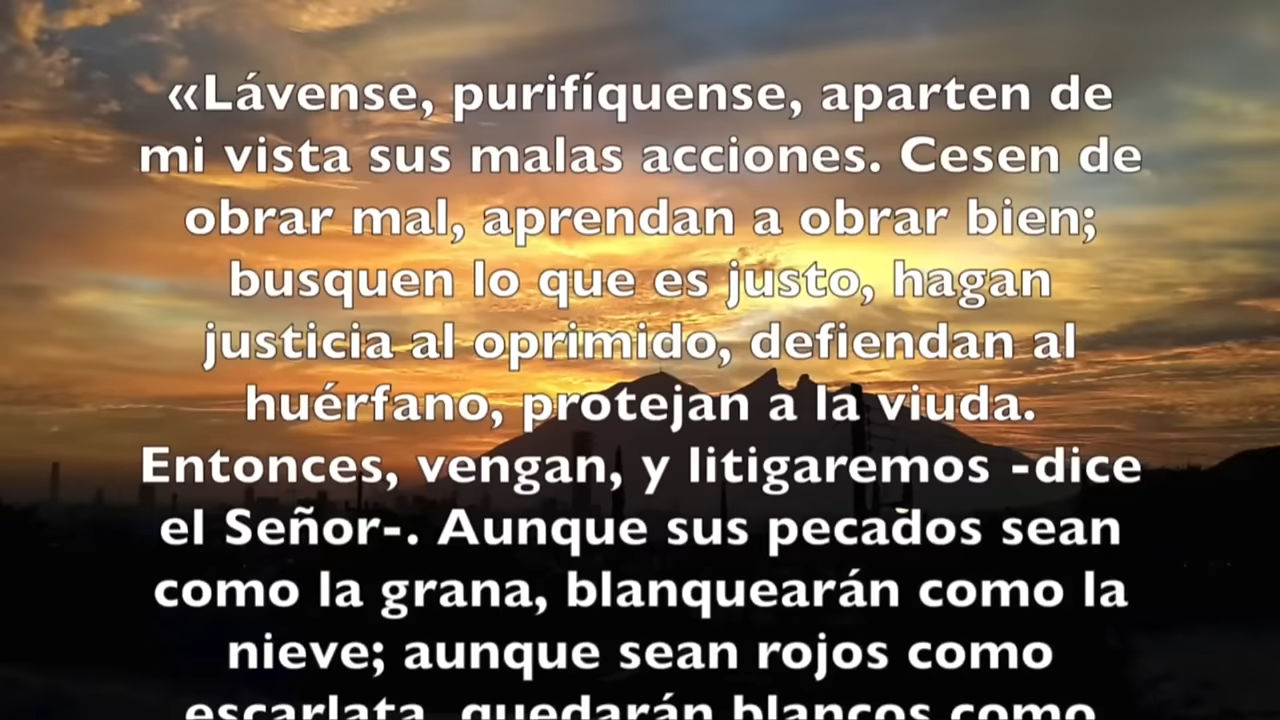 «Lávense, purifíquense, aparten de
mi vista sus malas acciones. Cesen de
obrar mal, aprendan a obrar bien;
busquen lo que es justo, hagan
justicia al oprimido, defiendan al
huérfano, protejan a la viuda.
Entonces, vengan, y litigaremos -dice
el Señor-. Aunque sus pecados sean
como la grana, blanquearán como la
nieve; aunque sean rojos como
escarlata, quedarán blancos como